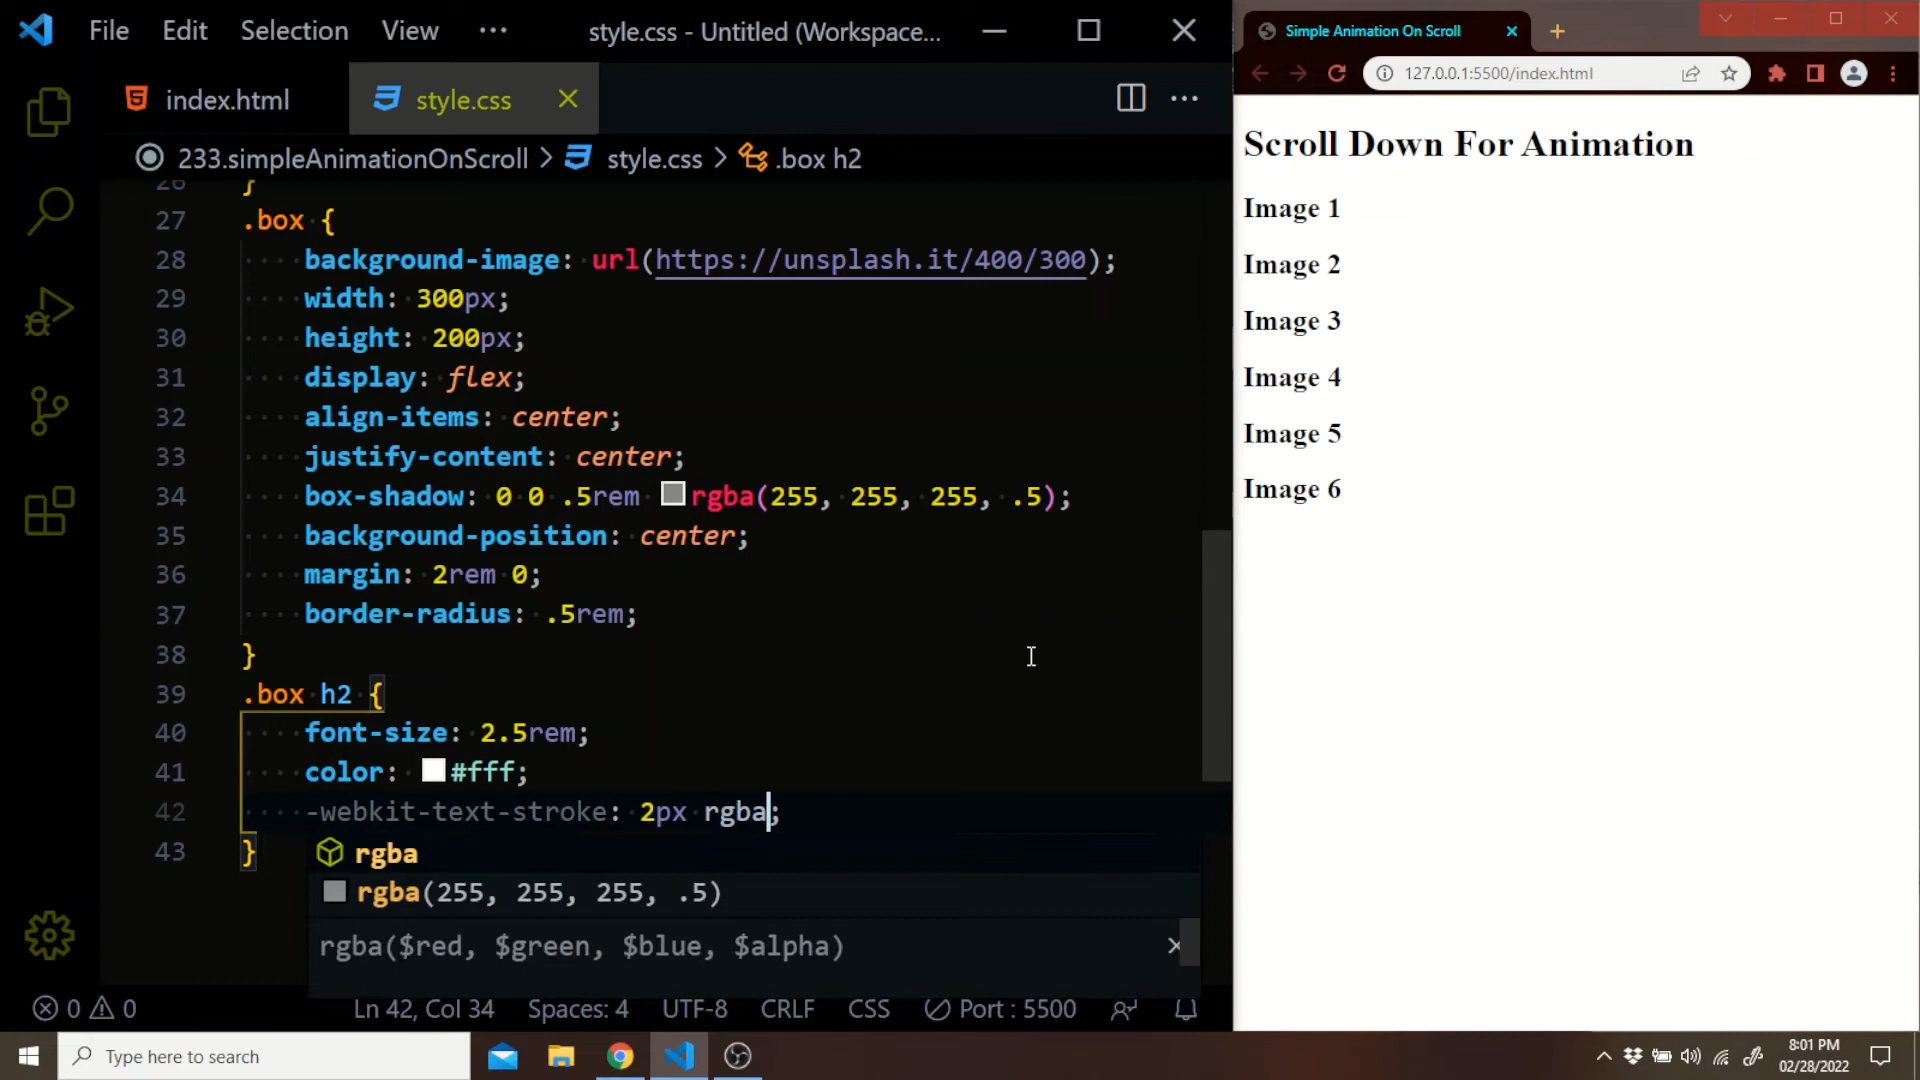 File Edit Selection View ··· style.css - Untitled (Workspace...
index.html style.css
233.simpleAnimationOnScroll > style.css > .box h2
26 }
27 .box {
28 background-image: url(https://unsplash.it/400/300);
29 width: 300px;
30 height: 200px;
31 display: flex;
32 align-items: center;
33 justify-content: center;
34 box-shadow: 0 0 .5rem rgba(255, 255, 255, .5);
35 background-position: center;
36 margin: 2rem 0;
37 border-radius: .5rem;
38 }
39 .box h2 {
40 font-size: 2.5rem;
41 color: #fff;
42 -webkit-text-stroke: 2px rgba;
43 }
rgba
rgba(255, 255, 255, .5)
rgba($red, $green, $blue, $alpha)
0 0 Ln 42, Col 34 Spaces: 4 UTF-8 CRLF CSS Port : 5500
Simple Animation On Scroll
127.0.0.1:5500/index.html
Scroll Down For Animation
Image 1
Image 2
Image 3
Image 4
Image 5
Image 6
Type here to search
8:01 PM
02/28/2022